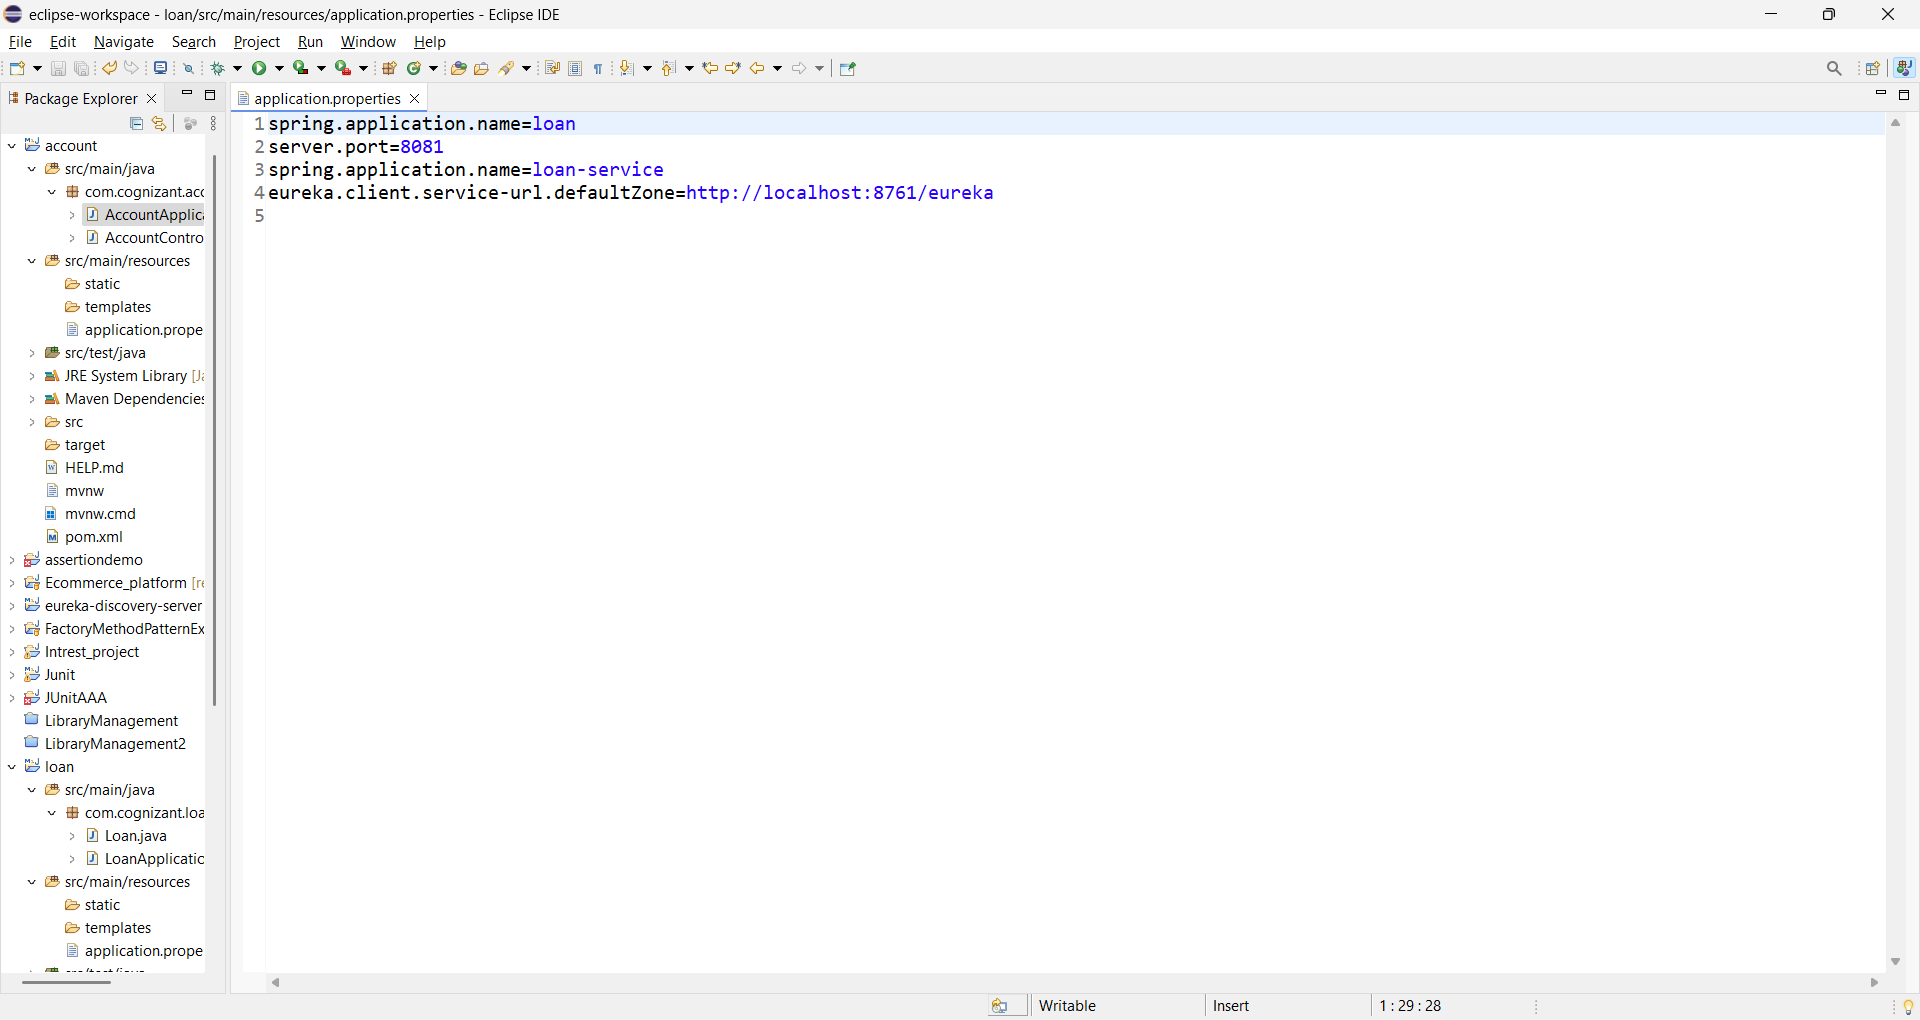 eclipse-workspace - loan/src/main/resources/application.properties - Eclipse IDE
File Edit Navigate Search Project Run Window Help
Package Explorer
application.properties
account
src/main/java
com.cognizant.acc
AccountApplica
AccountContro
src/main/resources
static
templates
application.prope
src/test/java
JRE System Library [Ja
Maven Dependencies
src
target
HELP.md
mvnw
mvnw.cmd
pom.xml
assertiondemo
Ecommerce_platform [re
eureka-discovery-server
FactoryMethodPatternEx
Intrest_project
Junit
JUnitAAA
LibraryManagement
LibraryManagement2
loan
src/main/java
com.cognizant.loa
Loan.java
LoanApplicatio
src/main/resources
static
templates
application.prope
1 spring.application.name=loan
2 server.port=8081
3 spring.application.name=loan-service
4 eureka.client.service-url.defaultZone=http://localhost:8761/eureka
5
Writable Insert 1 : 29 : 28